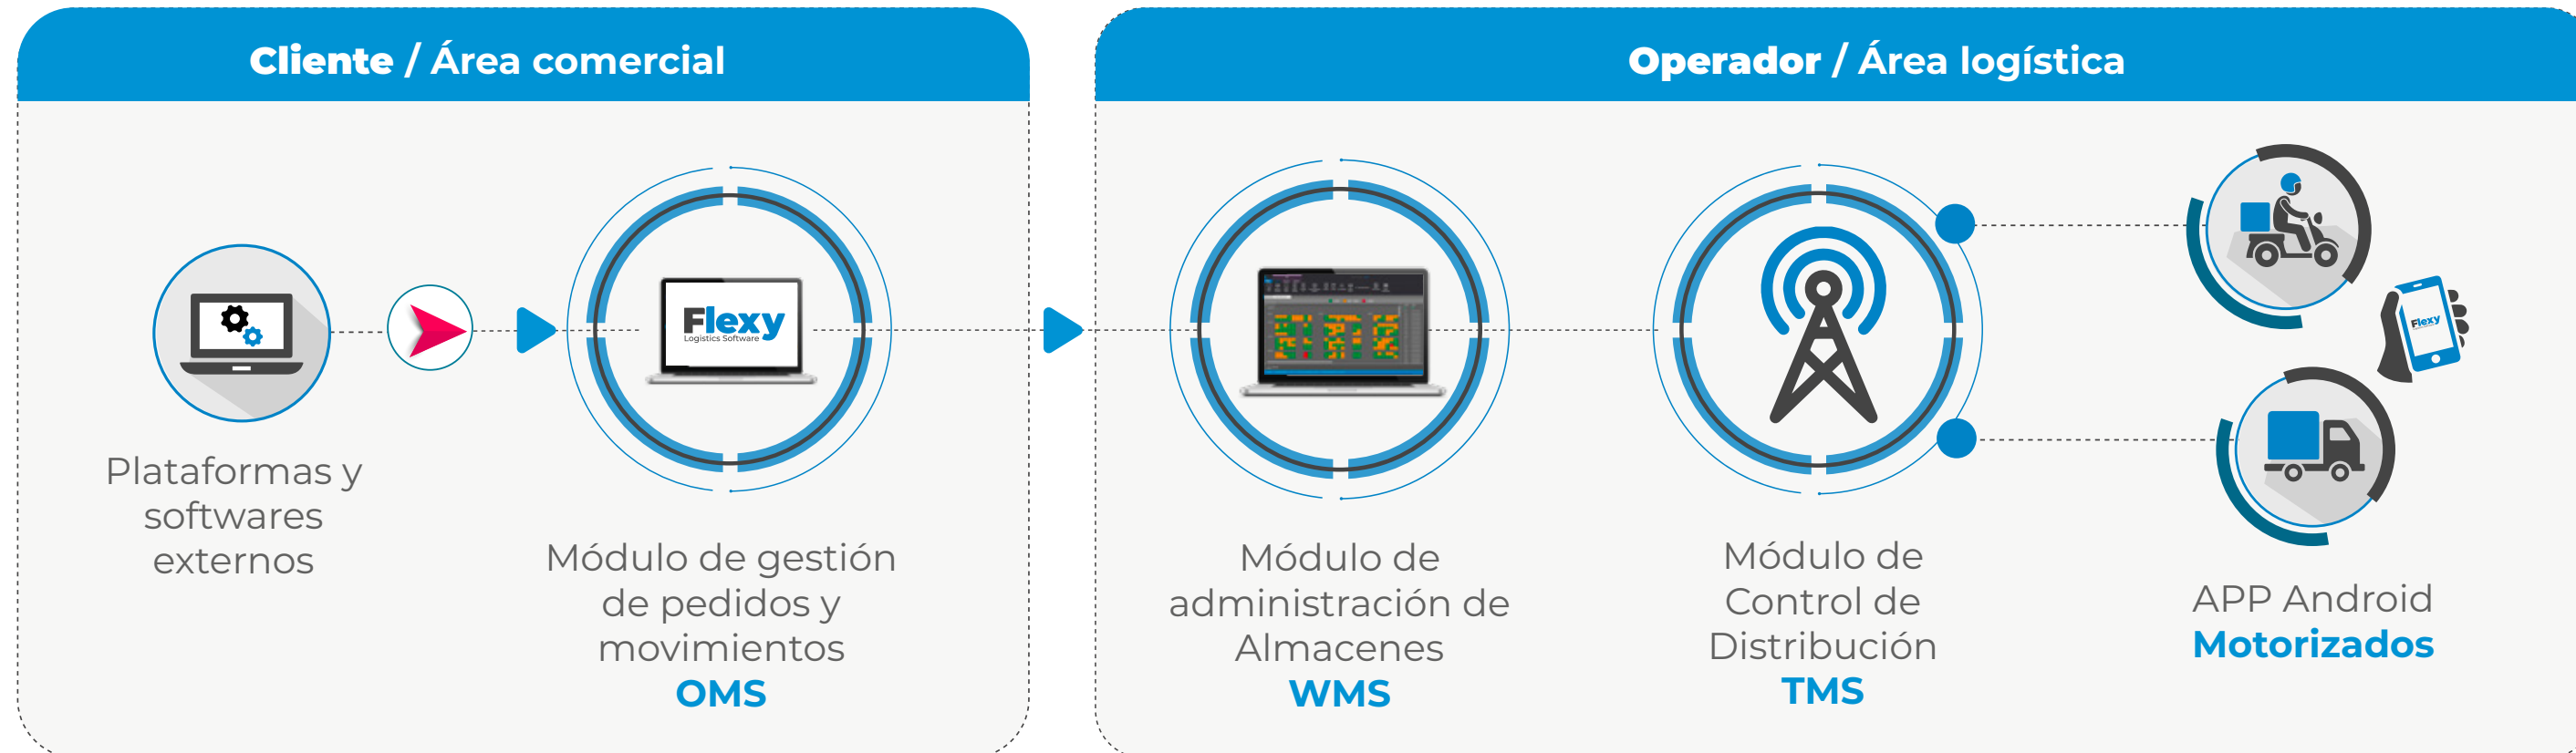 Cliente / Área comercial
Operador / Área logística
Flexy
Logistics Software
Flexy
Plataformas y
softwares
externos
Módulo de gestión
de pedidos y
movimientos
OMS
Módulo de
administración de
Almacenes
WMS
Módulo de
Control de
Distribución
TMS
APP Android
Motorizados